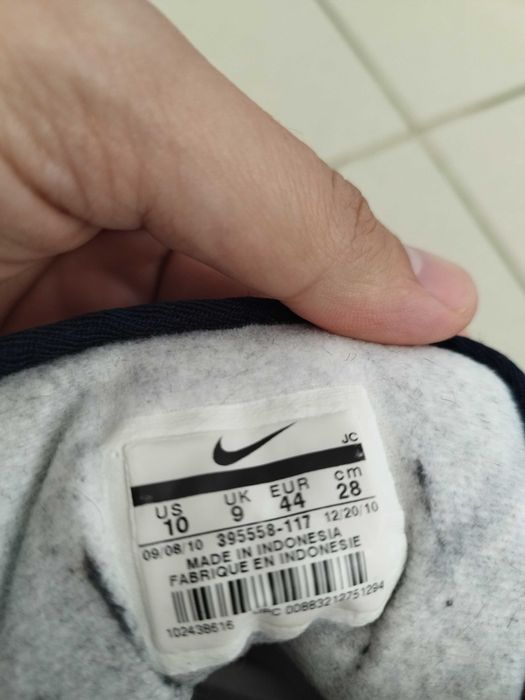 JC
US UK EUR cm
10 9 44 28
09/08/10 395558-117 12/20/10
MADE IN INDONESIA
FABRIQUE EN INDONESIE
102438616 UPC 00883212751294